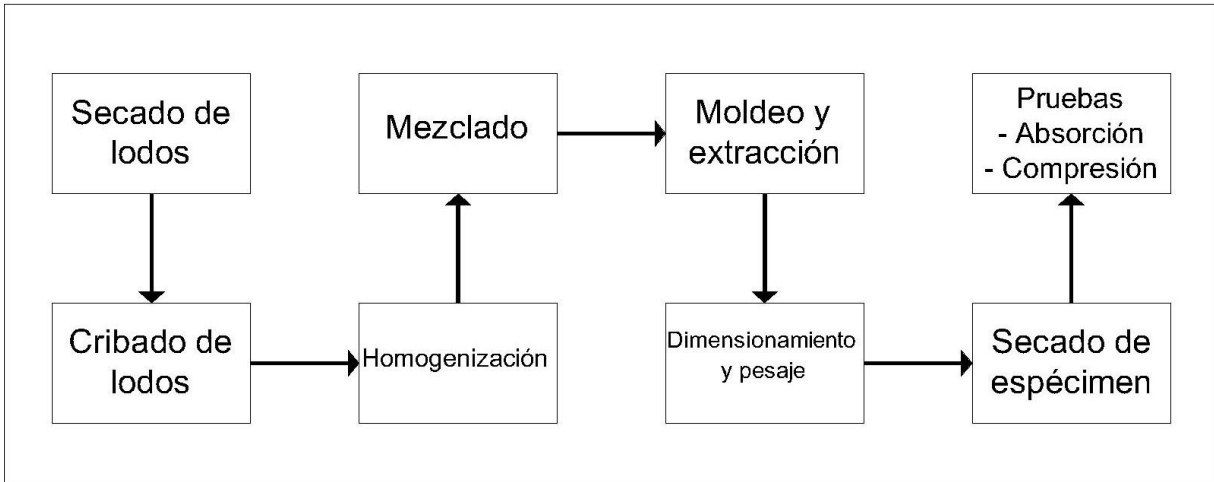 Secado de
lodos
Cribado de
lodos
Homogenización
Mezclado
Moldeo y
extracción
Dimensionamiento
y pesaje
Secado de
espécimen
Pruebas
- Absorción
- Compresión